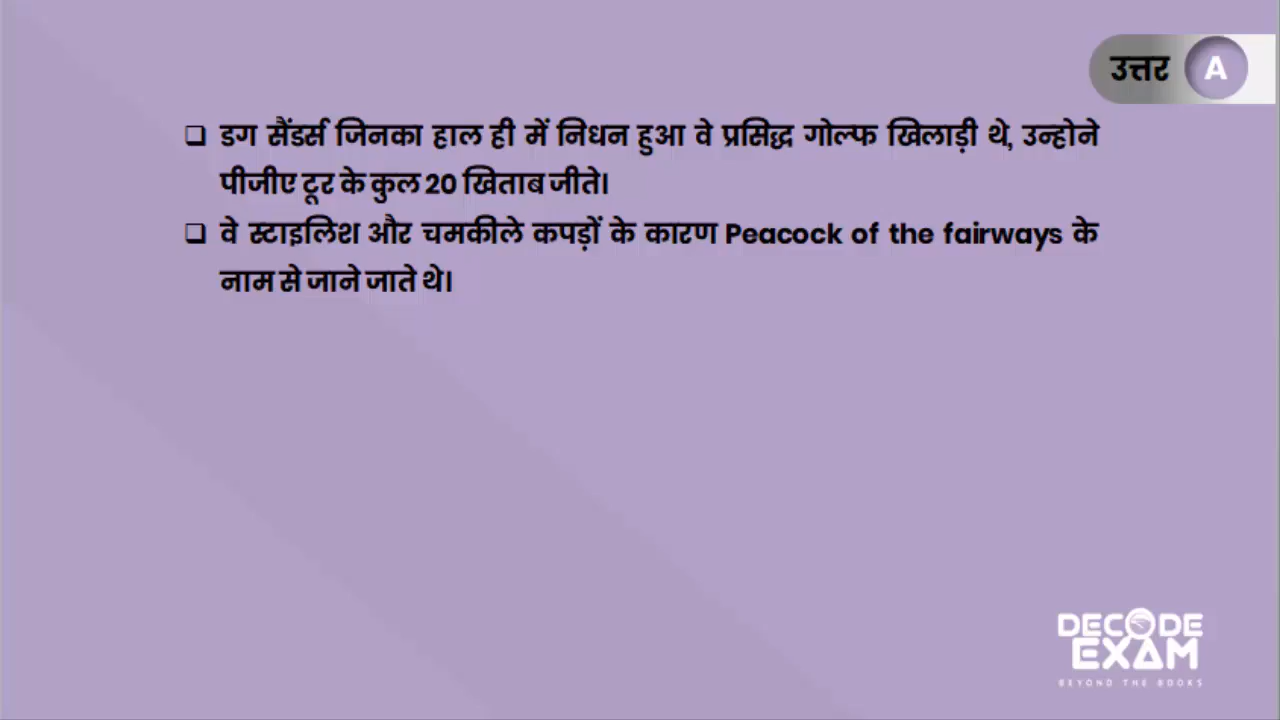 उत्तर A
डग सैंडर्स जिनका हाल ही में निधन हुआ वे प्रसिद्ध गोल्फ खिलाड़ी थे, उन्होने
पीजीए टूर के कुल 20 खिताब जीते।
वे स्टाइलिश और चमकीले कपड़ों के कारण Peacock of the fairways के
नाम से जाने जाते थे।
DECODE
EXAM
BEYOND THE BOOKS